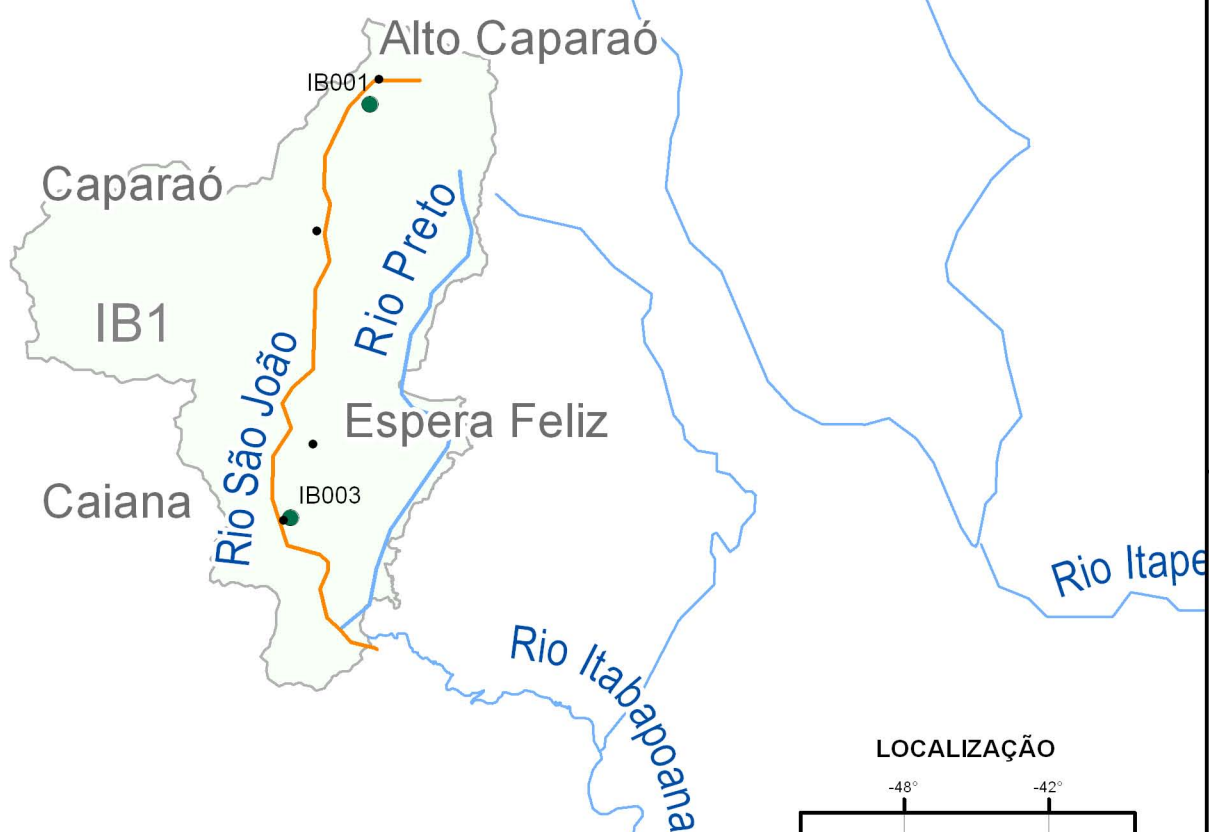 Alto Caparaó
IB001
Caparaó
Rio Preto
IB1
Rio São João
Espera Feliz
Caiana
IB003
Rio Itape
Rio Itabapoana
LOCALIZAÇÃO
-48°
-42°